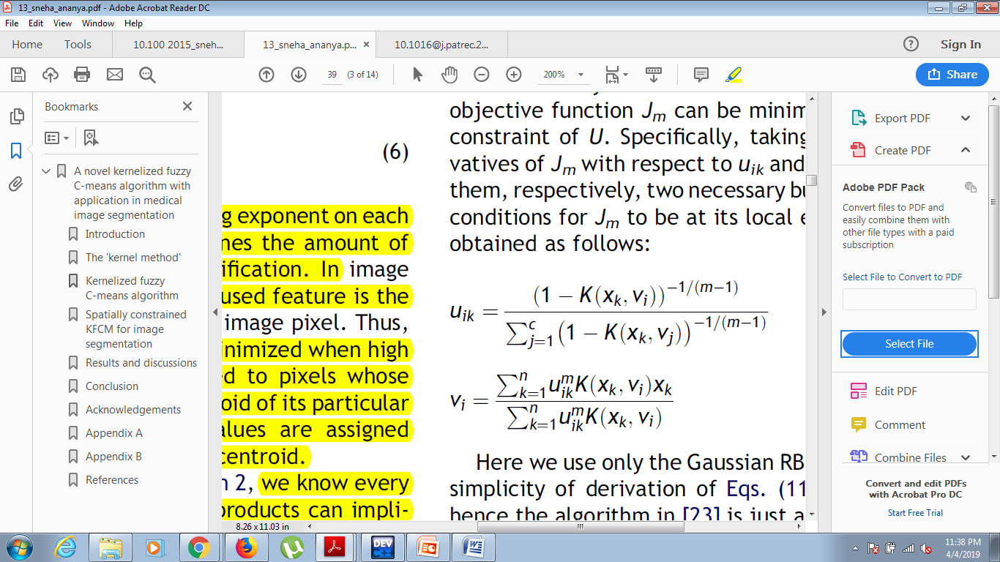 13_sneha_ananya.pdf - Adobe Acrobat Reader DC
File Edit View Window Help
Home Tools 10.100 2015_sneh... 13_sneha_ananya.p... × 10.1016@j.patrec.2... ? Sign In
39 (3 of 14) 200% Share
Bookmarks
A novel kernelized fuzzy
C-means algorithm with
application in medical
image segmentation
Introduction
The 'kernel method'
Kernelized fuzzy
C-means algorithm
Spatially constrained
KFCM for image
segmentation
Results and discussions
Conclusion
Acknowledgements
Appendix A
Appendix B
References
(6)
g exponent on each
nes the amount of
ification. In image
used feature is the
image pixel. Thus,
inimized when high
d to pixels whose
oid of its particular
alues are assigned
centroid.
n 2, we know every
products can impli-
8.26 x 11.03 in
objective function J_m can be minim
constraint of U. Specifically, taking
vatives of J_m with respect to u_{ik} and
them, respectively, two necessary bu
conditions for J_m to be at its local e
obtained as follows:
u_{ik} = \frac{(1 − K(x_k, v_i))^{−1/(m−1)}}{\sum_{j=1}^{c} (1 − K(x_k, v_j))^{−1/(m−1)}}
v_i = \frac{\sum_{k=1}^{n} u_{ik}^{m} K(x_k, v_i) x_k}{\sum_{k=1}^{n} u_{ik}^{m} K(x_k, v_i)}
Here we use only the Gaussian RB
simplicity of derivation of Eqs. (11
hence the algorithm in [23] is just a
Export PDF
Create PDF
Adobe PDF Pack
Convert files to PDF and
easily combine them with
other file types with a paid
subscription
Select File to Convert to PDF
Select File
Edit PDF
Comment
Combine Files
Convert and edit PDFs
with Acrobat Pro DC
Start Free Trial
DEV
C++
11:38 PM
4/4/2019